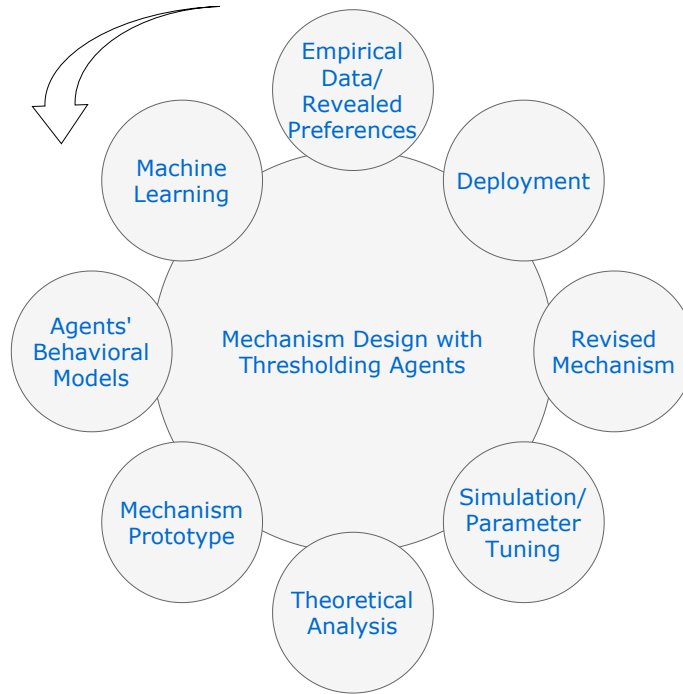 Empirical
Data/
Revealed
Preferences
Machine
Learning
Deployment
Agents'
Behavioral
Models
Mechanism Design with
Thresholding Agents
Revised
Mechanism
Mechanism
Prototype
Simulation/
Parameter
Tuning
Theoretical
Analysis